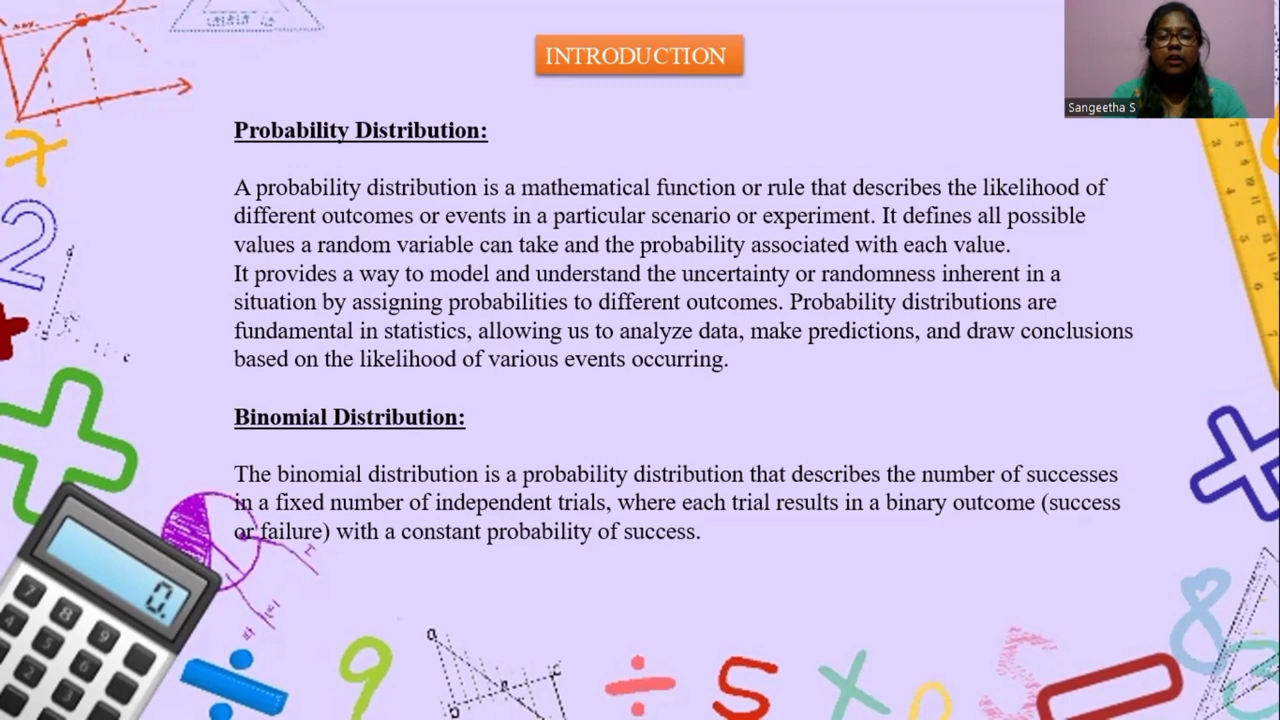 INTRODUCTION
Sangeetha S
Probability Distribution:
A probability distribution is a mathematical function or rule that describes the likelihood of
different outcomes or events in a particular scenario or experiment. It defines all possible
values a random variable can take and the probability associated with each value.
It provides a way to model and understand the uncertainty or randomness inherent in a
situation by assigning probabilities to different outcomes. Probability distributions are
fundamental in statistics, allowing us to analyze data, make predictions, and draw conclusions
based on the likelihood of various events occurring.
Binomial Distribution:
The binomial distribution is a probability distribution that describes the number of successes
in a fixed number of independent trials, where each trial results in a binary outcome (success
or failure) with a constant probability of success.